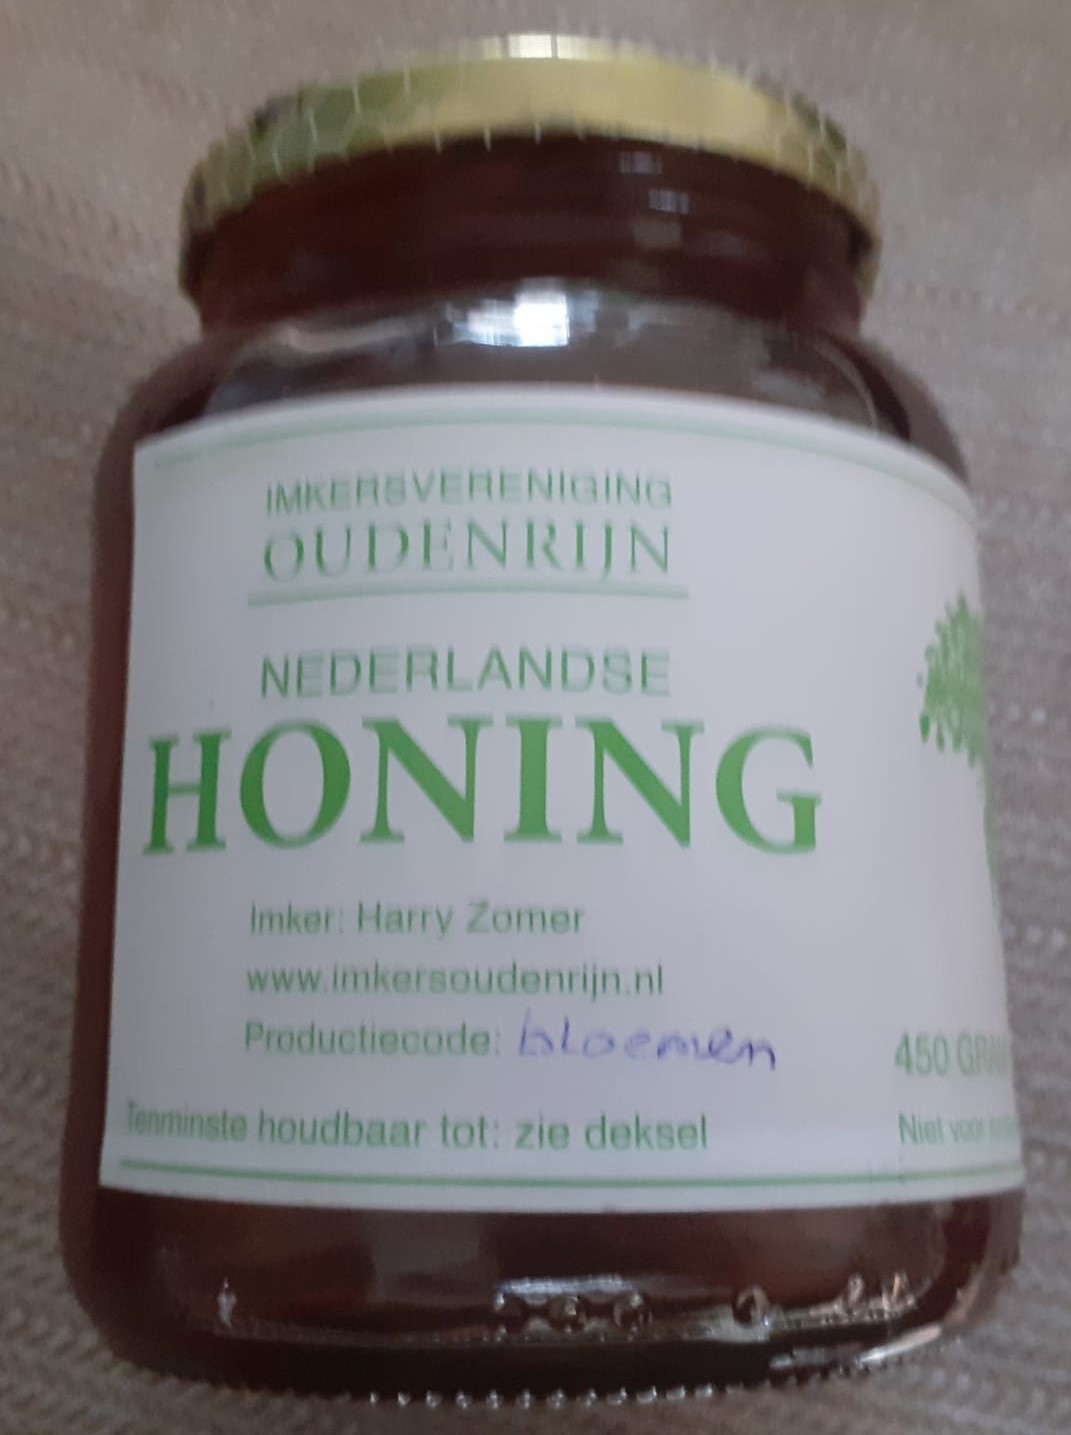 IMKERSVERENIGING
OUDENRIJN
NEDERLANDSE
HONING
Imker: Harry Zomer
www.imkersoudenrijn.nl
Productiecode: bloemen
450
Tenminste houdbaar tot: zie deksel
Niet voor